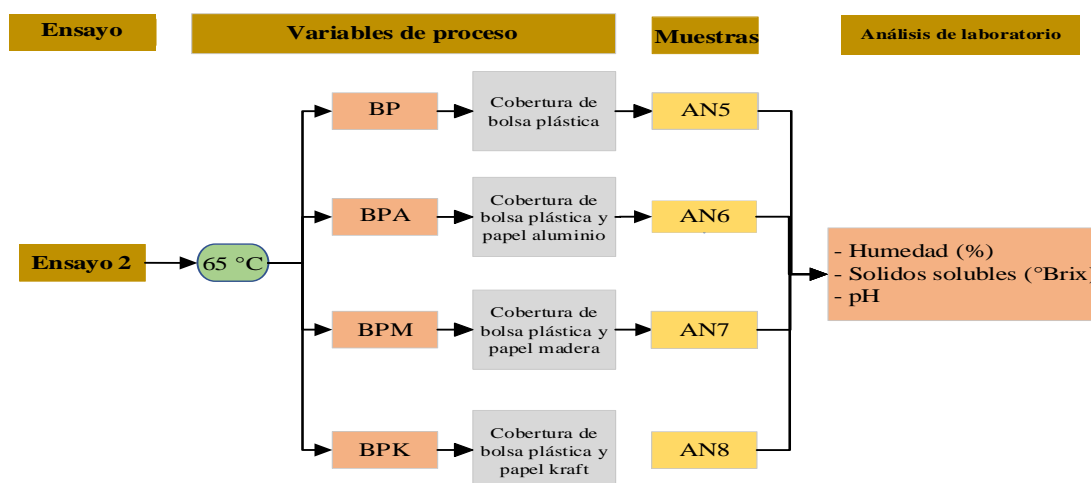 Ensayo
Variables de proceso
Muestras
Análisis de laboratorio
BP
Cobertura de
bolsa plástica
AN5
BPA
Cobertura de
bolsa plástica y
papel aluminio
AN6
Ensayo 2
65 °C
- Humedad (%)
- Solidos solubles (°Brix)
- pH
BPM
Cobertura de
bolsa plástica y
papel madera
AN7
BPK
Cobertura de
bolsa plástica y
papel kraft
AN8